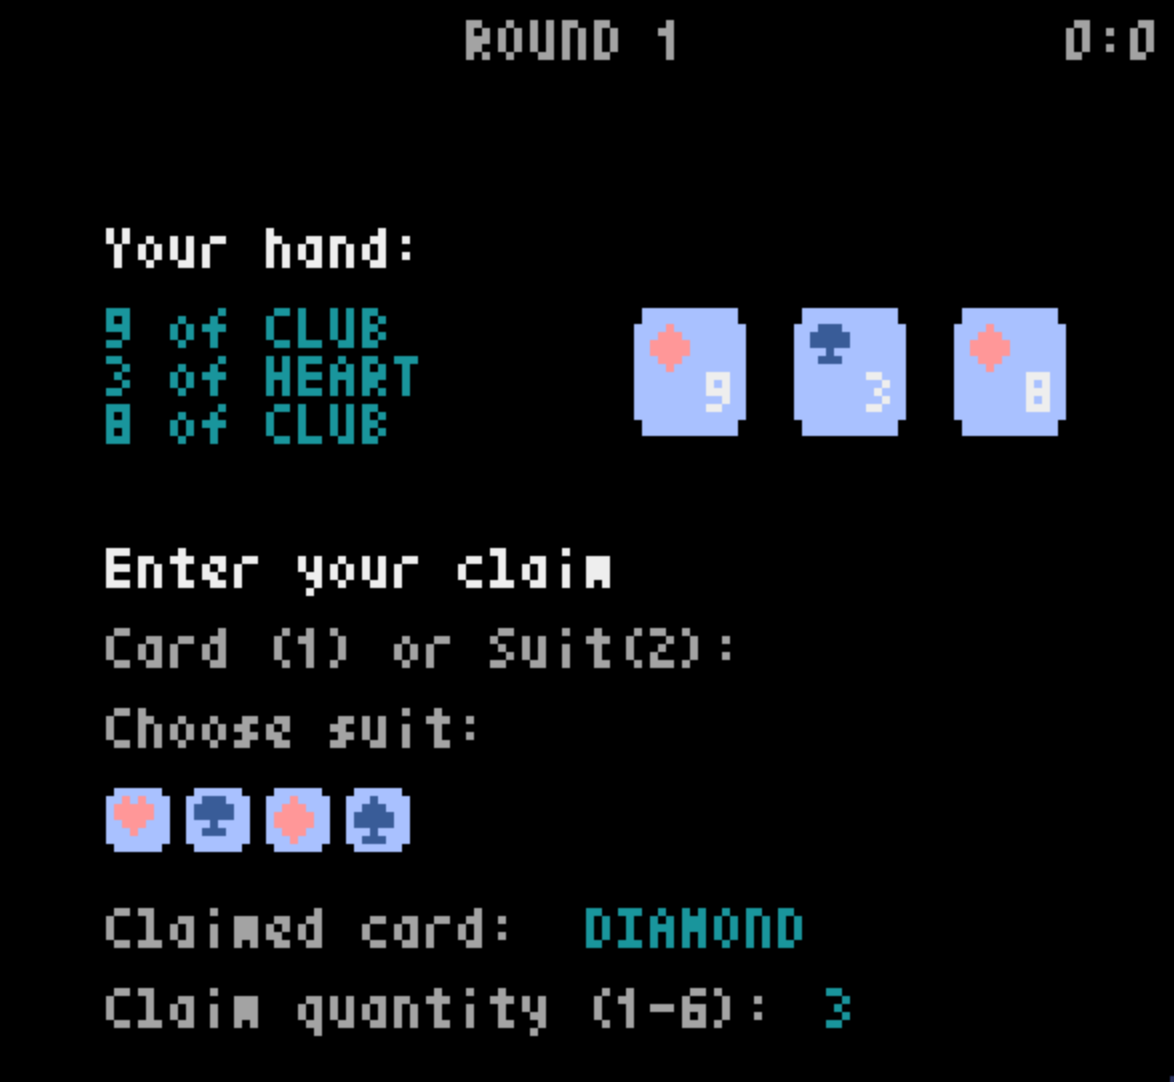 ROUND 1 0:0
Your hand:
9 of CLUB
3 of HEART
8 of CLUB
9 3 8
Enter your claim
Card (1) or Suit(2):
Choose suit:
Claimed card: DIAMOND
Claim quantity (1-6): 3